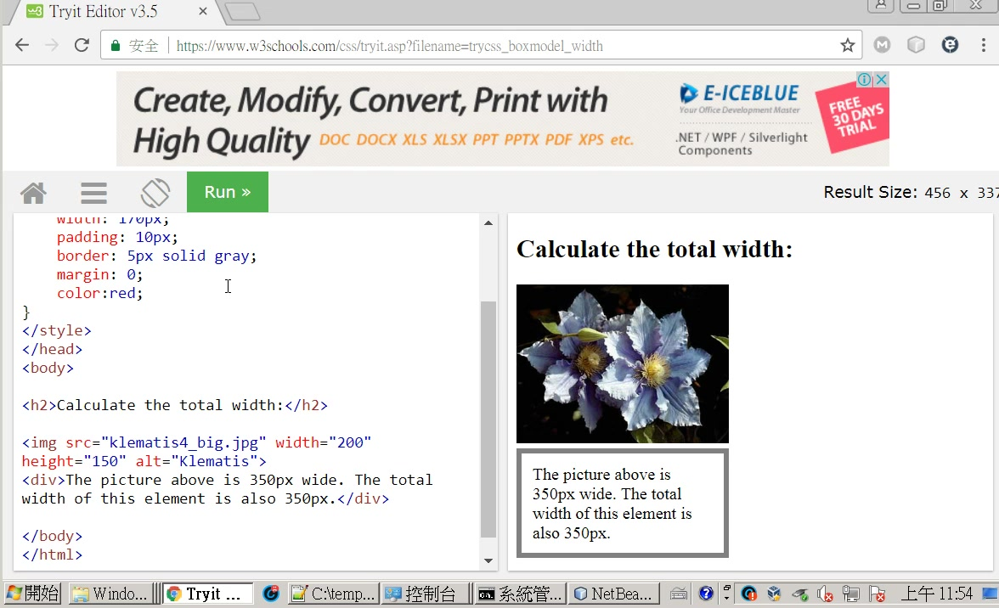 Tryit Editor v3.5
安全 https://www.w3schools.com/css/tryit.asp?filename=trycss_boxmodel_width
Create, Modify, Convert, Print with
High Quality DOC DOCX XLS XLSX PPT PPTX PDF XPS etc.
E-ICEBLUE
Your Office Development Master
.NET / WPF / Silverlight
Components
FREE
30 DAYS
TRIAL
Run »
Result Size: 456 x 337
width: 170px;
padding: 10px;
border: 5px solid gray;
margin: 0;
color:red;
}
</style>
</head>
<body>
<h2>Calculate the total width:</h2>
<img src="klematis4_big.jpg" width="200"
height="150" alt="Klematis">
<div>The picture above is 350px wide. The total
width of this element is also 350px.</div>
</body>
</html>
Calculate the total width:
The picture above is
350px wide. The total
width of this element is
also 350px.
開始
Windo...
Tryit ...
C:\temp...
控制台
系統管...
NetBea...
上午 11:54